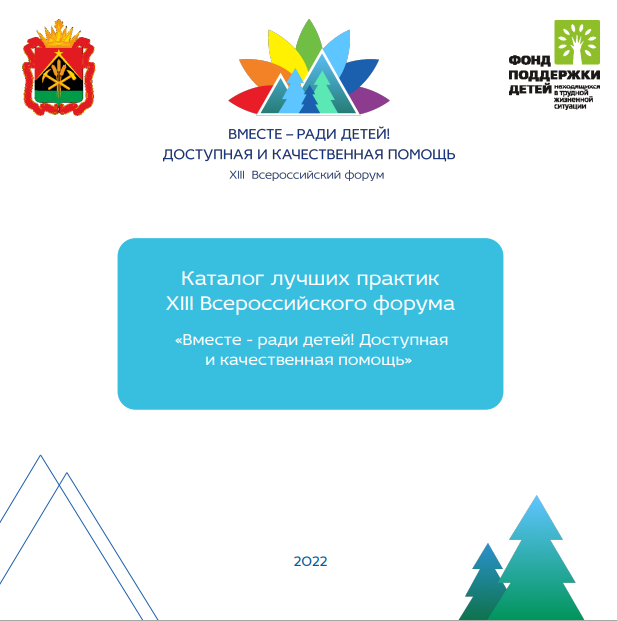 ФОНД
ПОДДЕРЖКИ
ДЕТЕЙ
НАХОДЯЩИХСЯ
В ТРУДНОЙ
ЖИЗНЕННОЙ
СИТУАЦИИ
ВМЕСТЕ – РАДИ ДЕТЕЙ!
ДОСТУПНАЯ И КАЧЕСТВЕННАЯ ПОМОЩЬ
XIII Всероссийский форум
Каталог лучших практик
XIII Всероссийского форума
«Вместе - ради детей! Доступная
и качественная помощь»
2022